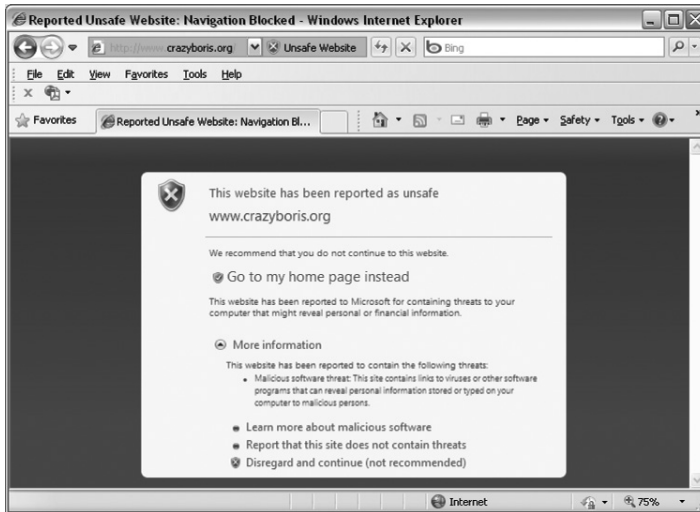 Reported Unsafe Website: Navigation Blocked - Windows Internet Explorer
http://www.crazyboris.org Unsafe Website Bing
File Edit View Favorites Tools Help
Favorites Reported Unsafe Website: Navigation Bl... Page Safety Tools
This website has been reported as unsafe
www.crazyboris.org
We recommend that you do not continue to this website.
Go to my home page instead
This website has been reported to Microsoft for containing threats to your
computer that might reveal personal or financial information.
More information
This website has been reported to contain the following threats:
• Malicious software threat: This site contains links to viruses or other software
programs that can reveal personal information stored or typed on your
computer to malicious persons.
Learn more about malicious software
Report that this site does not contain threats
Disregard and continue (not recommended)
Internet 75%